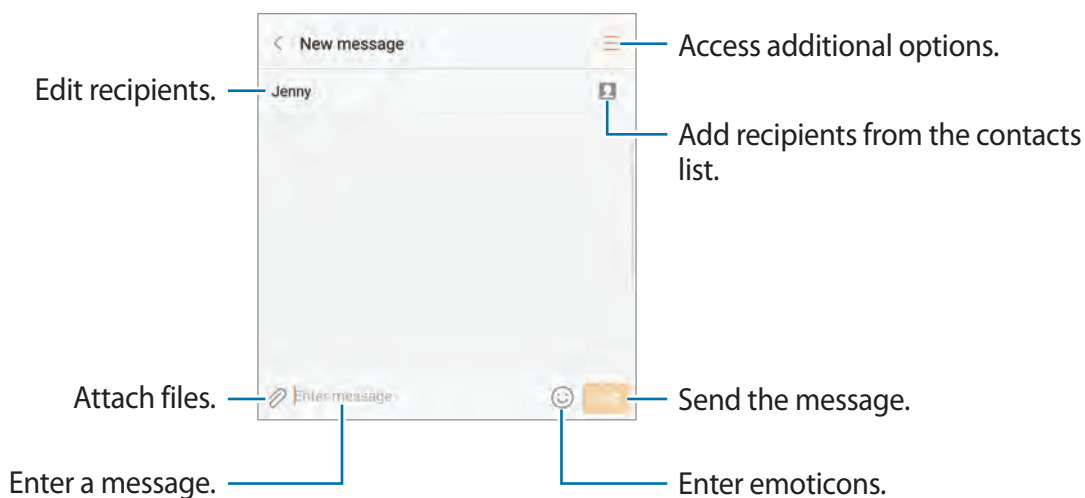 New message
Access additional options.
Edit recipients.
Jenny
Add recipients from the contacts
list.
Attach files.
Enter message
Send the message.
Enter a message.
Enter emoticons.